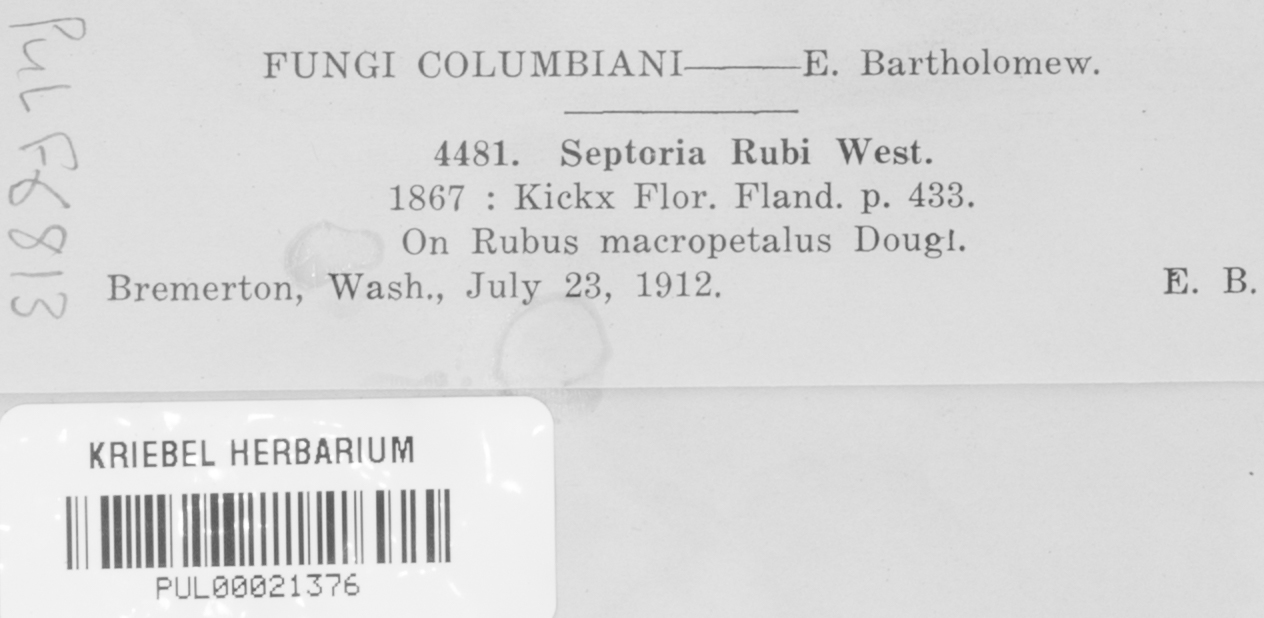 PUL F2813
FUNGI COLUMBIANI——E. Bartholomew.
4481. Septoria Rubi West.
1867 : Kickx Flor. Fland. p. 433.
On Rubus macropetalus Dougl.
Bremerton, Wash., July 23, 1912. E. B.
KRIEBEL HERBARIUM
PUL00021376